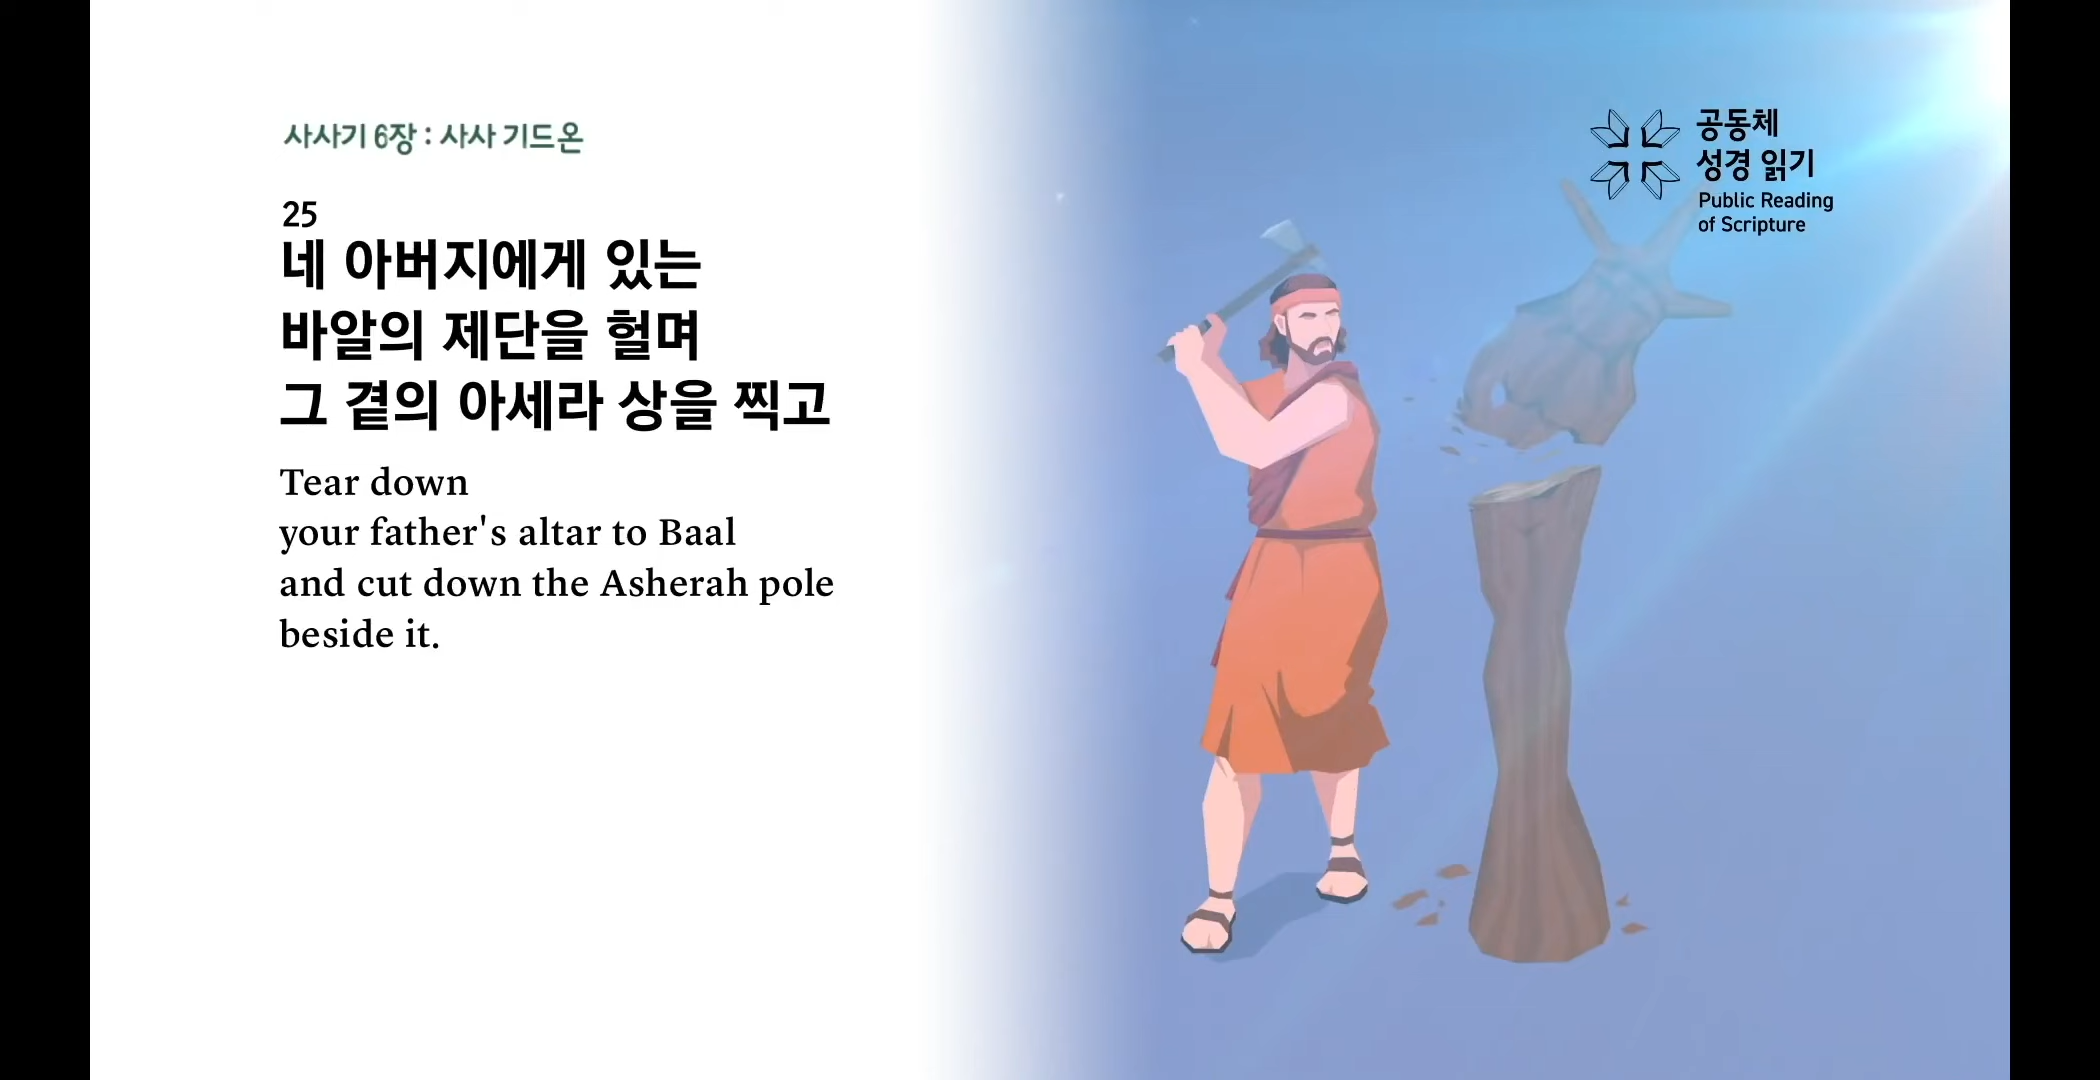 사사기 6장 : 사사 기드온
25
네 아버지에게 있는
바알의 제단을 헐며
그 곁의 아세라 상을 찍고
Tear down
your father's altar to Baal
and cut down the Asherah pole
beside it.
공동체
성경 읽기
Public Reading
of Scripture